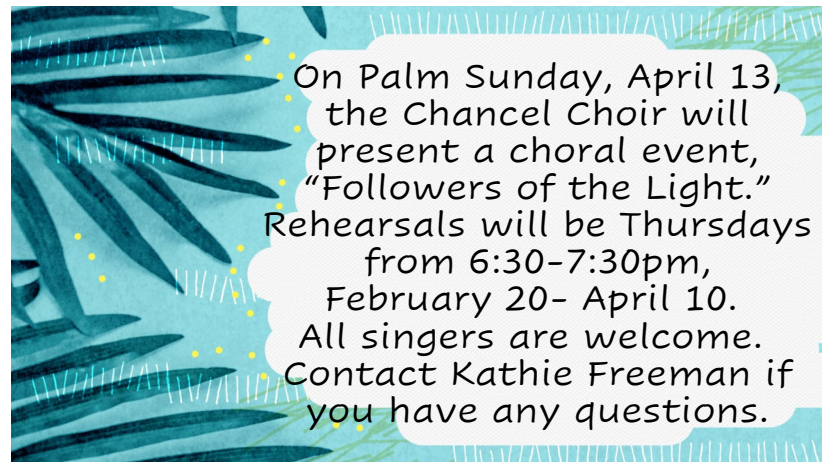 On Palm Sunday, April 13,
the Chancel Choir will
present a choral event,
“Followers of the Light.”
Rehearsals will be Thursdays
from 6:30-7:30pm,
February 20- April 10.
All singers are welcome.
Contact Kathie Freeman if
you have any questions.